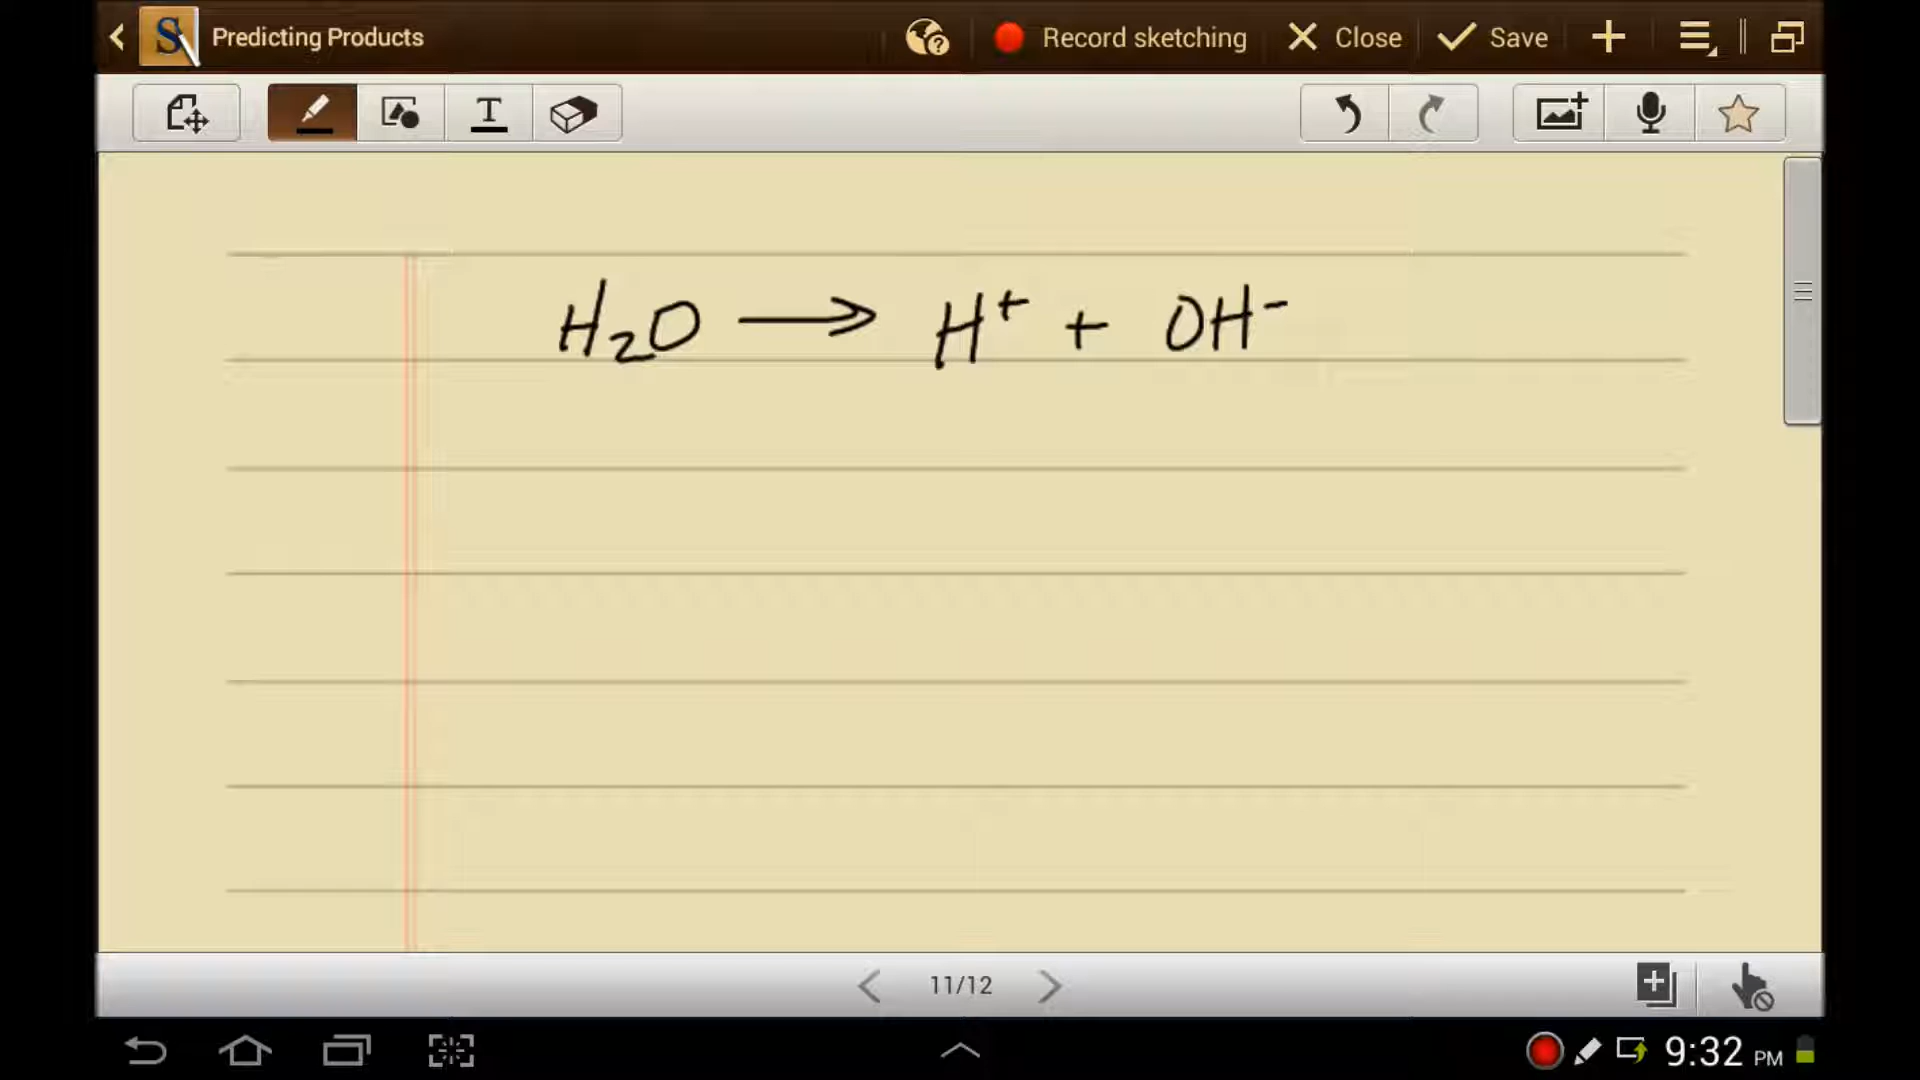 Predicting Products
Record sketching
Close
Save
T
H₂O ⟶ H⁺ + OH⁻
11/12
9:32 PM